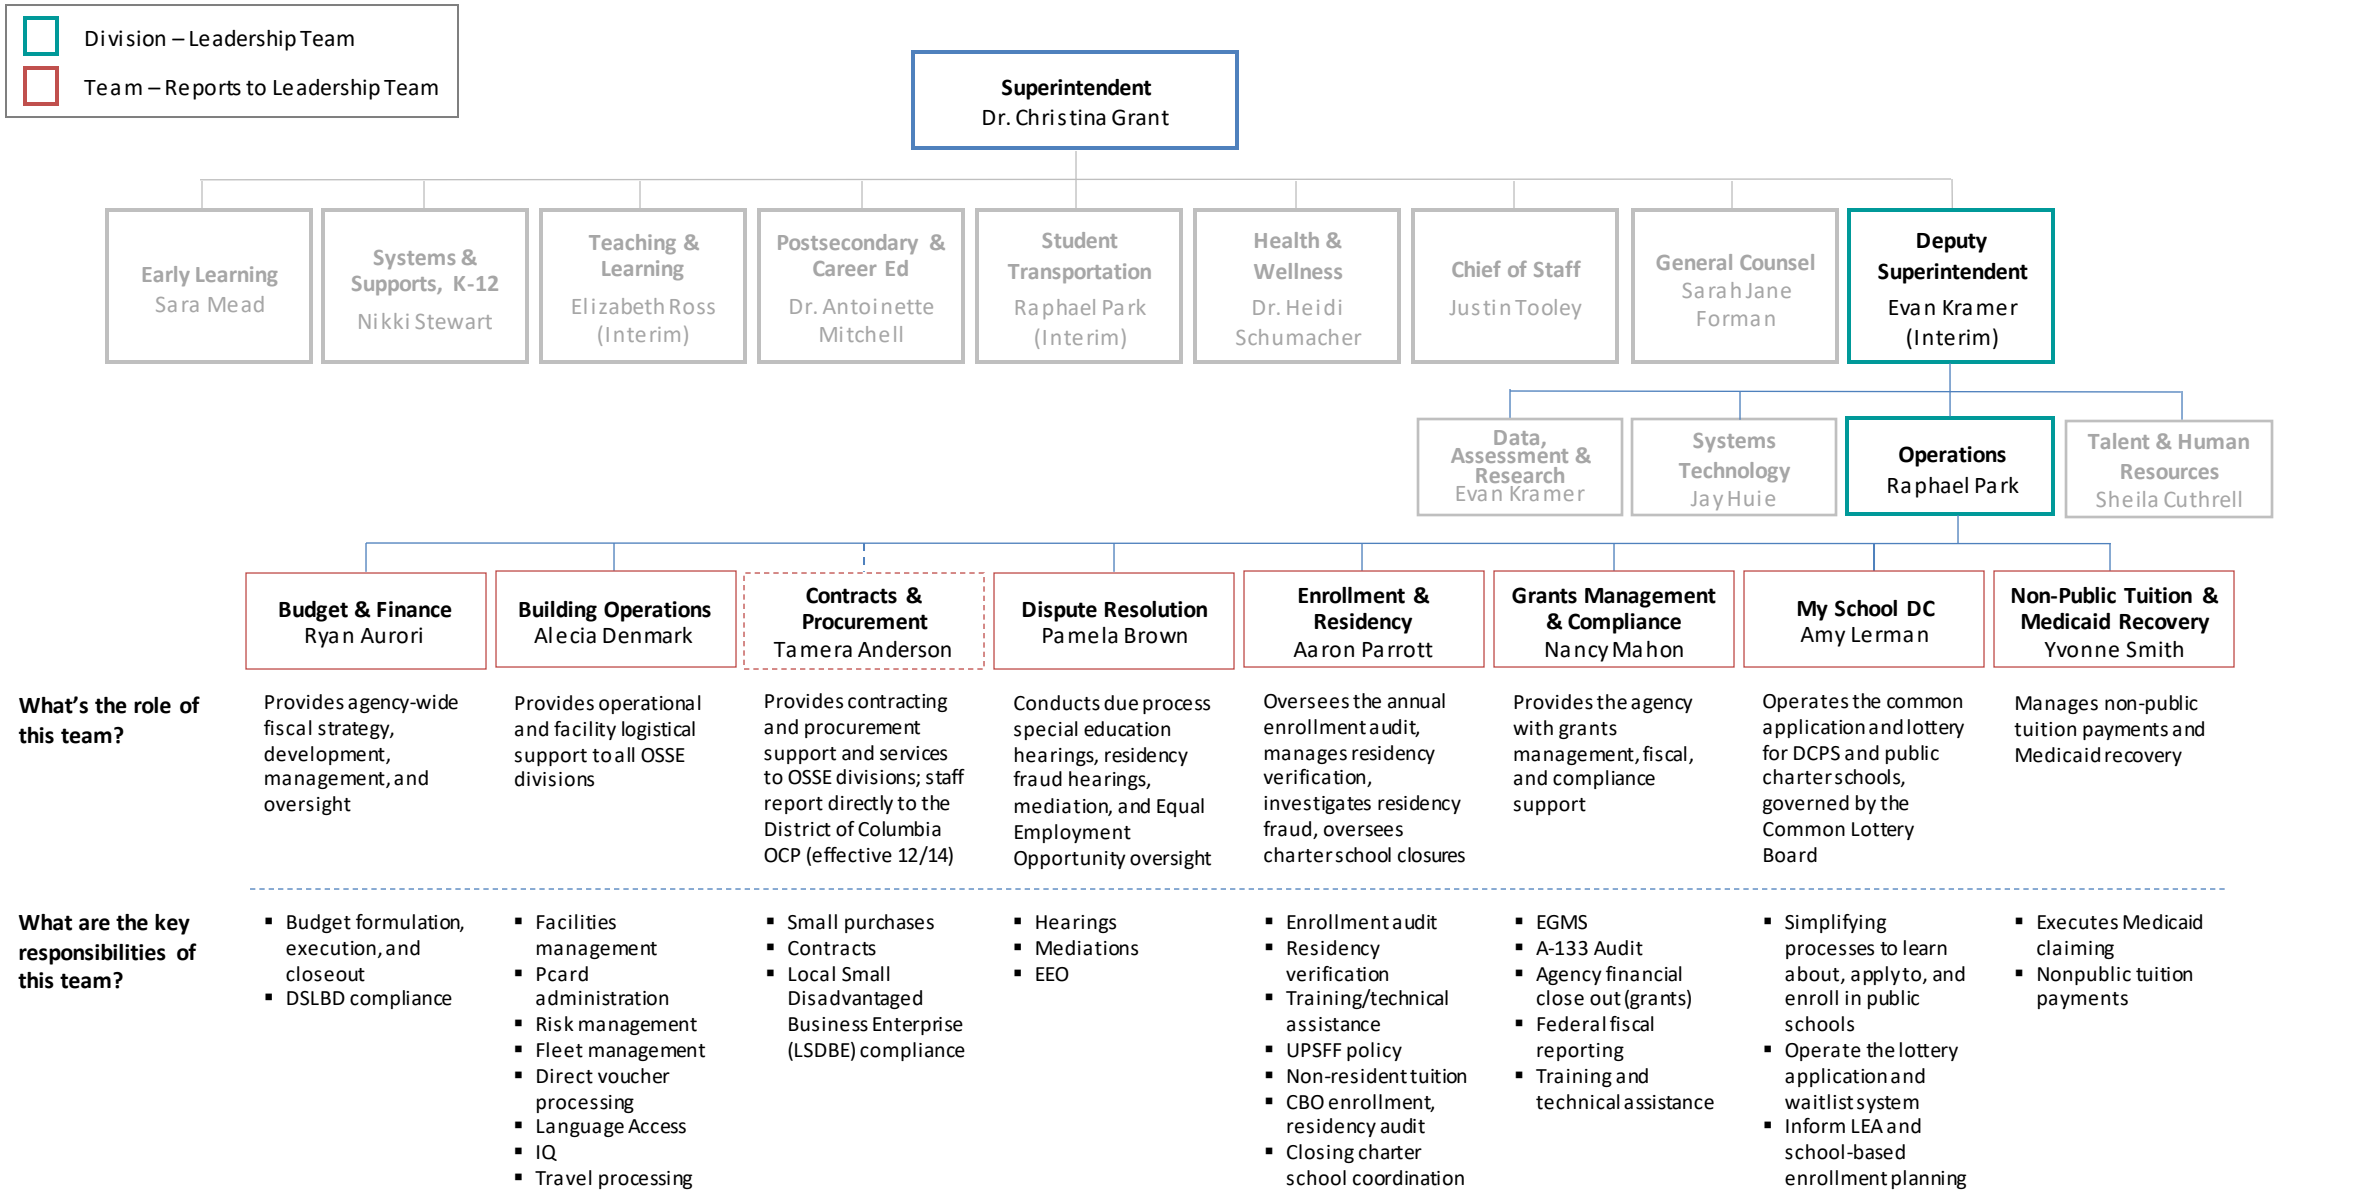 Division – Leadership Team
Team – Reports to Leadership Team
Superintendent
Dr. Christina Grant
Early Learning
Sara Mead
Systems &
Supports, K-12
Nikki Stewart
Teaching &
Learning
Elizabeth Ross
(Interim)
Postsecondary &
Career Ed
Dr. Antoinette
Mitchell
Student
Transportation
Raphael Park
(Interim)
Health &
Wellness
Dr. Heidi
Schumacher
Chief of Staff
Justin Tooley
General Counsel
Sarah Jane
Forman
Deputy
Superintendent
Evan Kramer
(Interim)
Data,
Assessment &
Research
Evan Kramer
Systems
Technology
Jay Huie
Operations
Raphael Park
Talent & Human
Resources
Sheila Cuthrell
Budget & Finance
Ryan Aurori
Building Operations
Alecia Denmark
Contracts &
Procurement
Tamera Anderson
Dispute Resolution
Pamela Brown
Enrollment &
Residency
Aaron Parrott
Grants Management
& Compliance
Nancy Mahon
My School DC
Amy Lerman
Non-Public Tuition &
Medicaid Recovery
Yvonne Smith
What's the role of
this team?
Provides agency-wide
fiscal strategy,
development,
management, and
oversight
Provides operational
and facility logistical
support to all OSSE
divisions
Provides contracting
and procurement
support and services
to OSSE divisions; staff
report directly to the
District of Columbia
OCP (effective 12/14)
Conducts due process
special education
hearings, residency
fraud hearings,
mediation, and Equal
Employment
Opportunity oversight
Oversees the annual
enrollment audit,
manages residency
verification,
investigates residency
fraud, oversees
charter school closures
Provides the agency
with grants
management, fiscal,
and compliance
support
Operates the common
application and lottery
for DCPS and public
charter schools,
governed by the
Common Lottery
Board
Manages non-public
tuition payments and
Medicaid recovery
What are the key
responsibilities of
this team?
▪ Budget formulation,
execution, and
closeout
▪ DSLBD compliance
▪ Facilities
management
▪ Pcard
administration
▪ Risk management
▪ Fleet management
▪ Direct voucher
processing
▪ Language Access
▪ IQ
▪ Travel processing
▪ Small purchases
▪ Contracts
▪ Local Small
Disadvantaged
Business Enterprise
(LSDBE) compliance
▪ Hearings
▪ Mediations
▪ EEO
▪ Enrollment audit
▪ Residency
verification
▪ Training/technical
assistance
▪ UPSFF policy
▪ Non-resident tuition
▪ CBO enrollment,
residency audit
▪ Closing charter
school coordination
▪ EGMS
▪ A-133 Audit
▪ Agency financial
close out (grants)
▪ Federal fiscal
reporting
▪ Training and
technical assistance
▪ Simplifying
processes to learn
about, apply to, and
enroll in public
schools
▪ Operate the lottery
application and
waitlist system
▪ Inform LEA and
school-based
enrollment planning
▪ Executes Medicaid
claiming
▪ Nonpublic tuition
payments